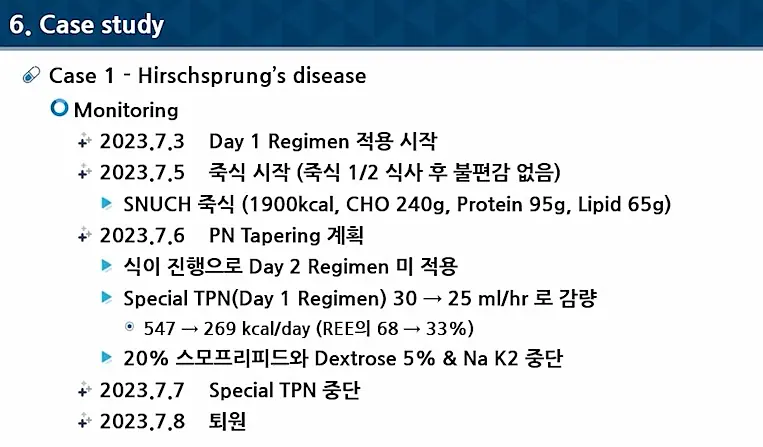 6. Case study
Case 1 - Hirschsprung's disease
Monitoring
2023.7.3 Day 1 Regimen 적용 시작
2023.7.5 죽식 시작 (죽식 1/2 식사 후 불편감 없음)
SNUCH 죽식 (1900kcal, CHO 240g, Protein 95g, Lipid 65g)
2023.7.6 PN Tapering 계획
식이 진행으로 Day 2 Regimen 미 적용
Special TPN(Day 1 Regimen) 30 → 25 ml/hr 로 감량
547 → 269 kcal/day (REE의 68 → 33%)
20% 스모프리피드와 Dextrose 5% & Na K2 중단
2023.7.7 Special TPN 중단
2023.7.8 퇴원